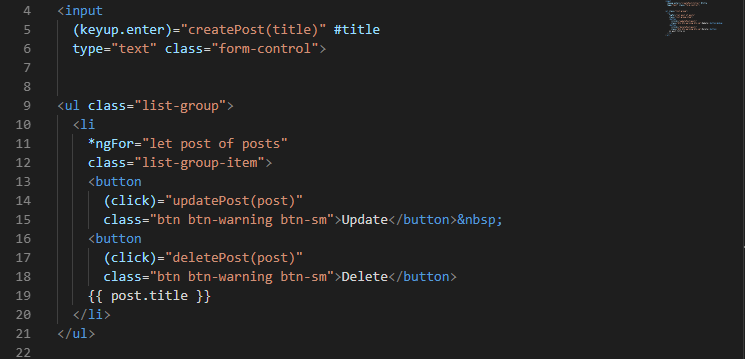 4 <input
5 (keyup.enter)="createPost(title)" #title
6 type="text" class="form-control">
7
8
9 <ul class="list-group">
10 <li
11 *ngFor="let post of posts"
12 class="list-group-item">
13 <button
14 (click)="updatePost(post)"
15 class="btn btn-warning btn-sm">Update</button>&nbsp;
16 <button
17 (click)="deletePost(post)"
18 class="btn btn-warning btn-sm">Delete</button>
19 {{ post.title }}
20 </li>
21 </ul>
22